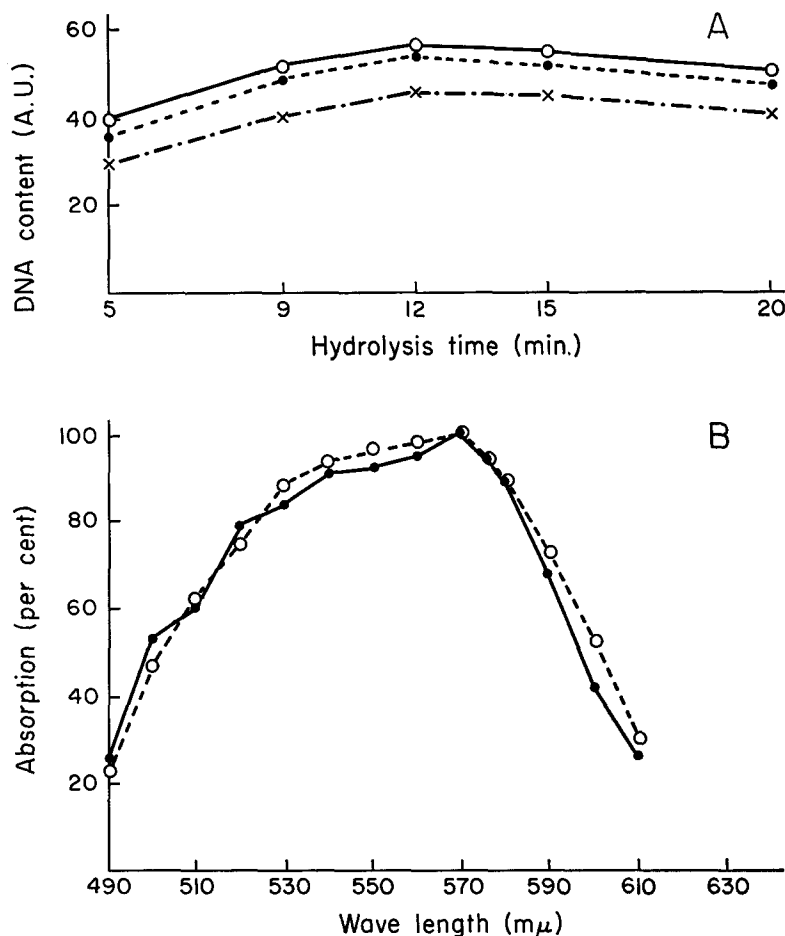 A
DNA content (A.U.)
60
40
20
5 9 12 15 20
Hydrolysis time (min.)
B
Absorption (per cent)
100
80
60
40
20
490 510 530 550 570 590 610 630
Wave length (mμ)